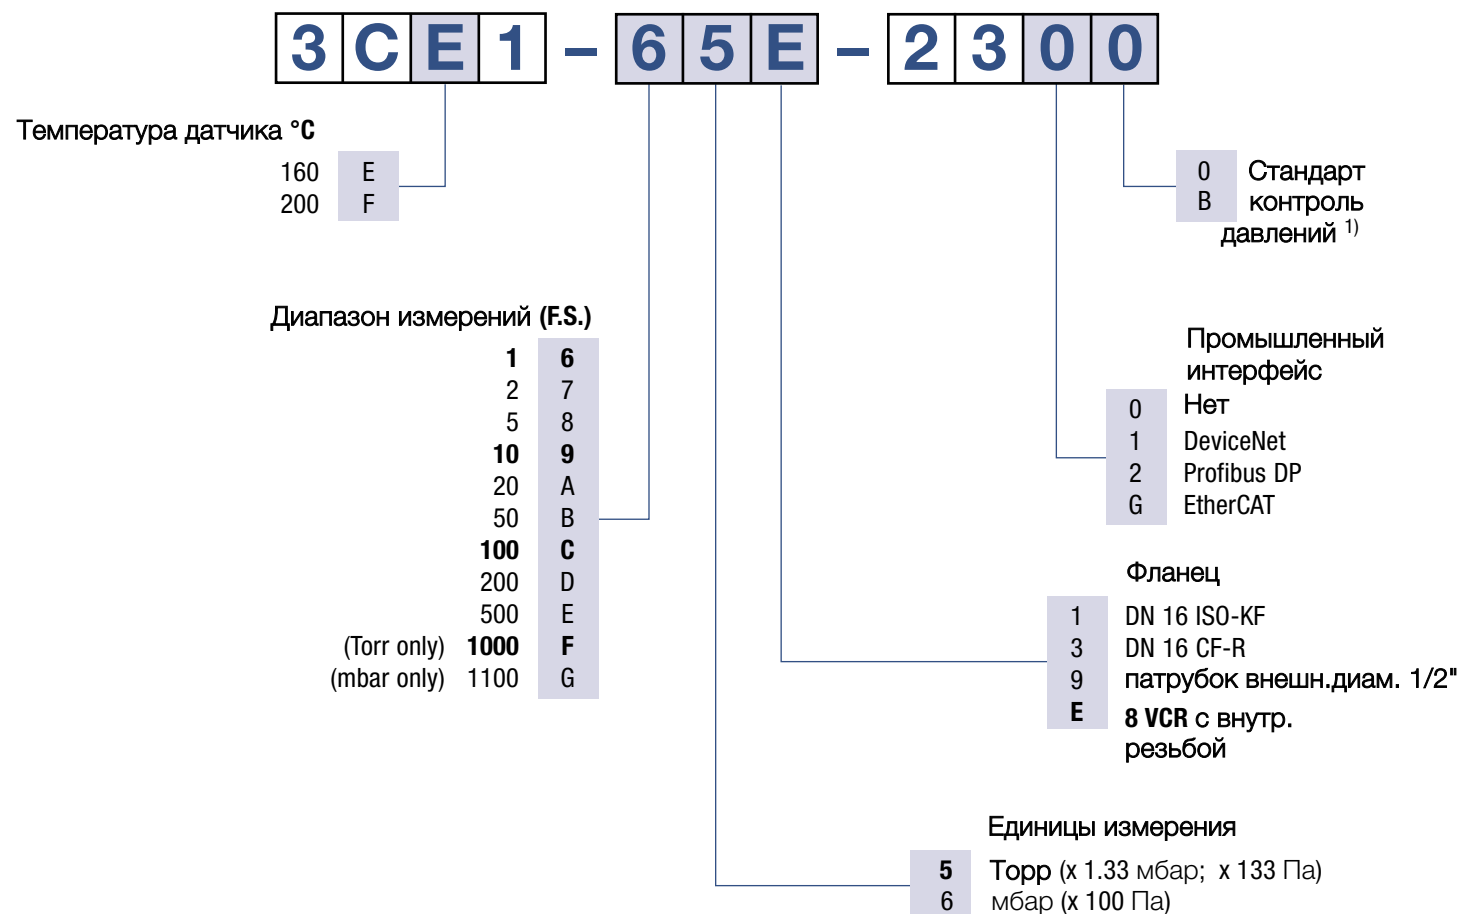 3CE1 – 65E – 2300
Температура датчика °C
160 E
200 F
0 Стандарт
B контроль
давлений 1)
Диапазон измерений (F.S.)
1 6
2 7
5 8
10 9
20 A
50 B
100 C
200 D
500 E
(Torr only) 1000 F
(mbar only) 1100 G
Промышленный
интерфейс
0 Нет
1 DeviceNet
2 Profibus DP
G EtherCAT
Фланец
1 DN 16 ISO-KF
3 DN 16 CF-R
9 патрубок внешн.диам. 1/2"
E 8 VCR с внутр.
резьбой
Единицы измерения
5 Торр (x 1.33 мбар; x 133 Па)
6 мбар (x 100 Па)